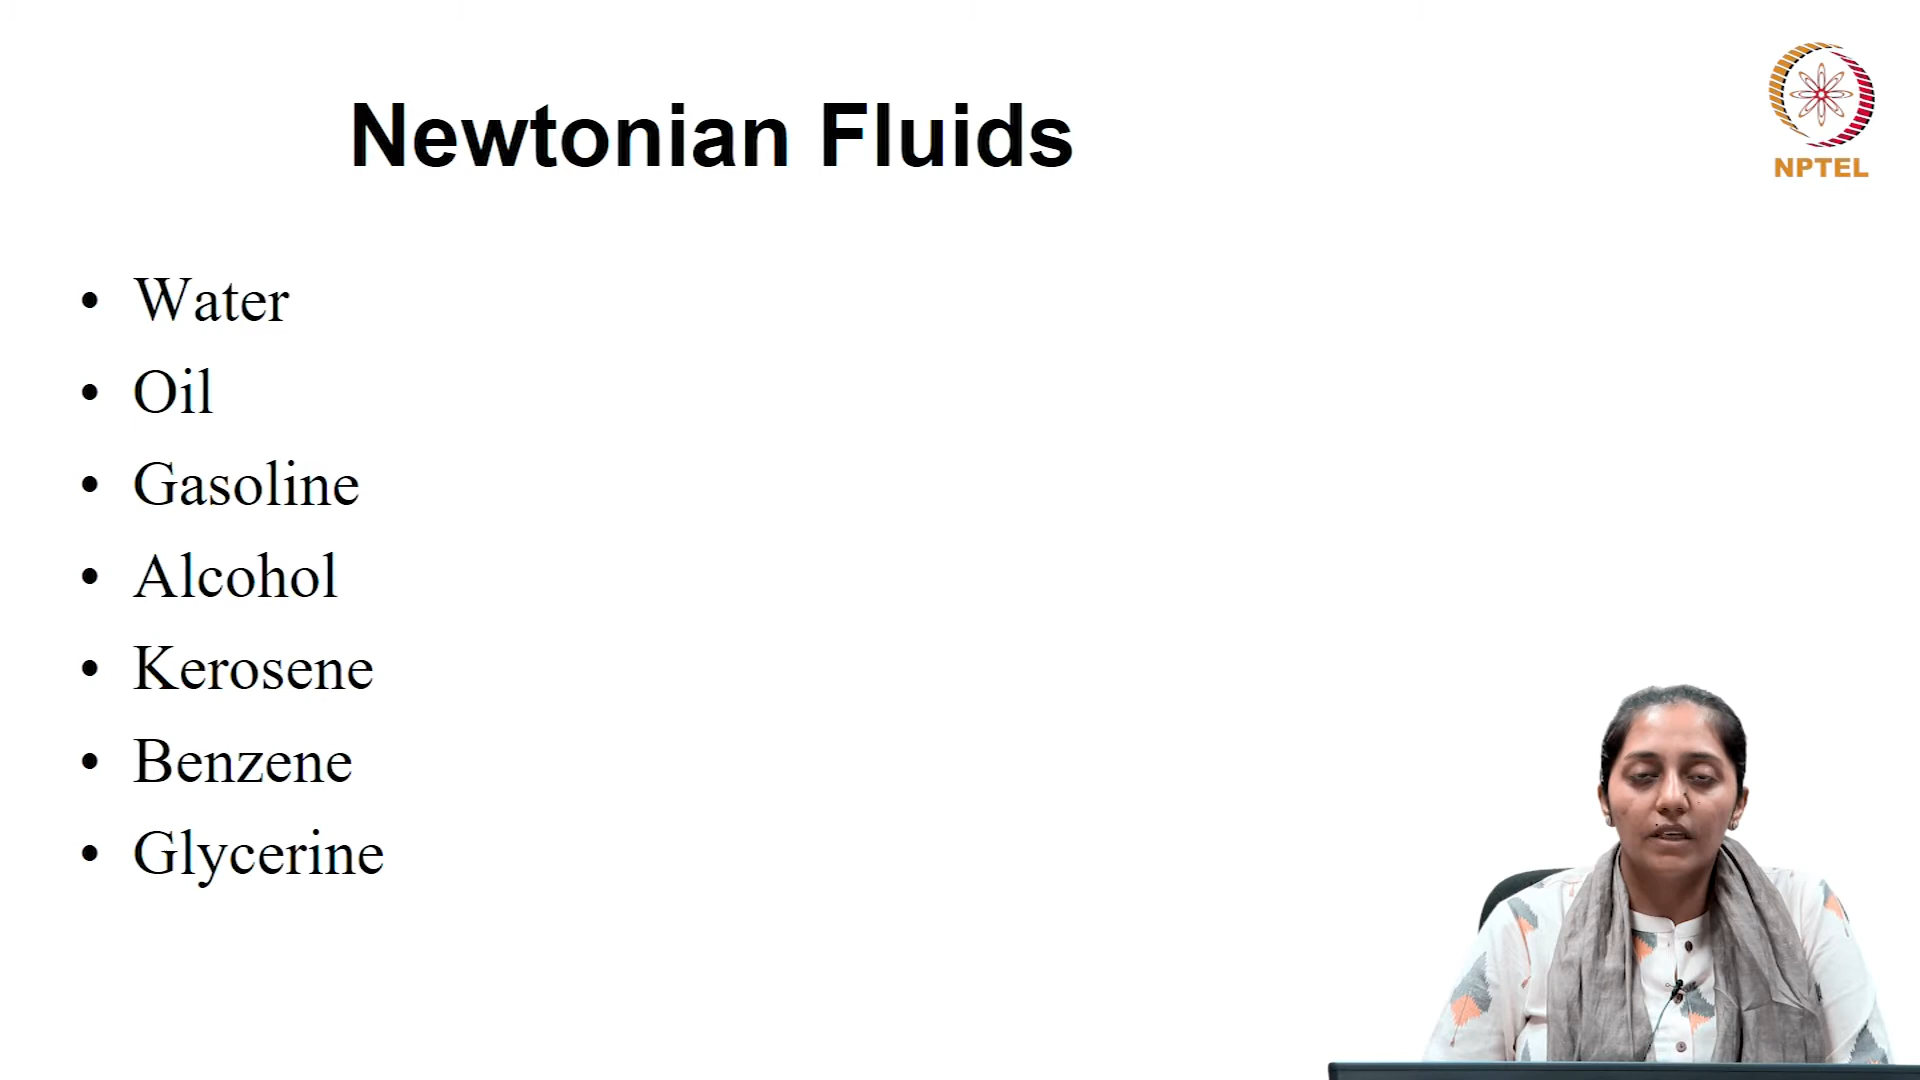 Newtonian Fluids
NPTEL
• Water
• Oil
• Gasoline
• Alcohol
• Kerosene
• Benzene
• Glycerine